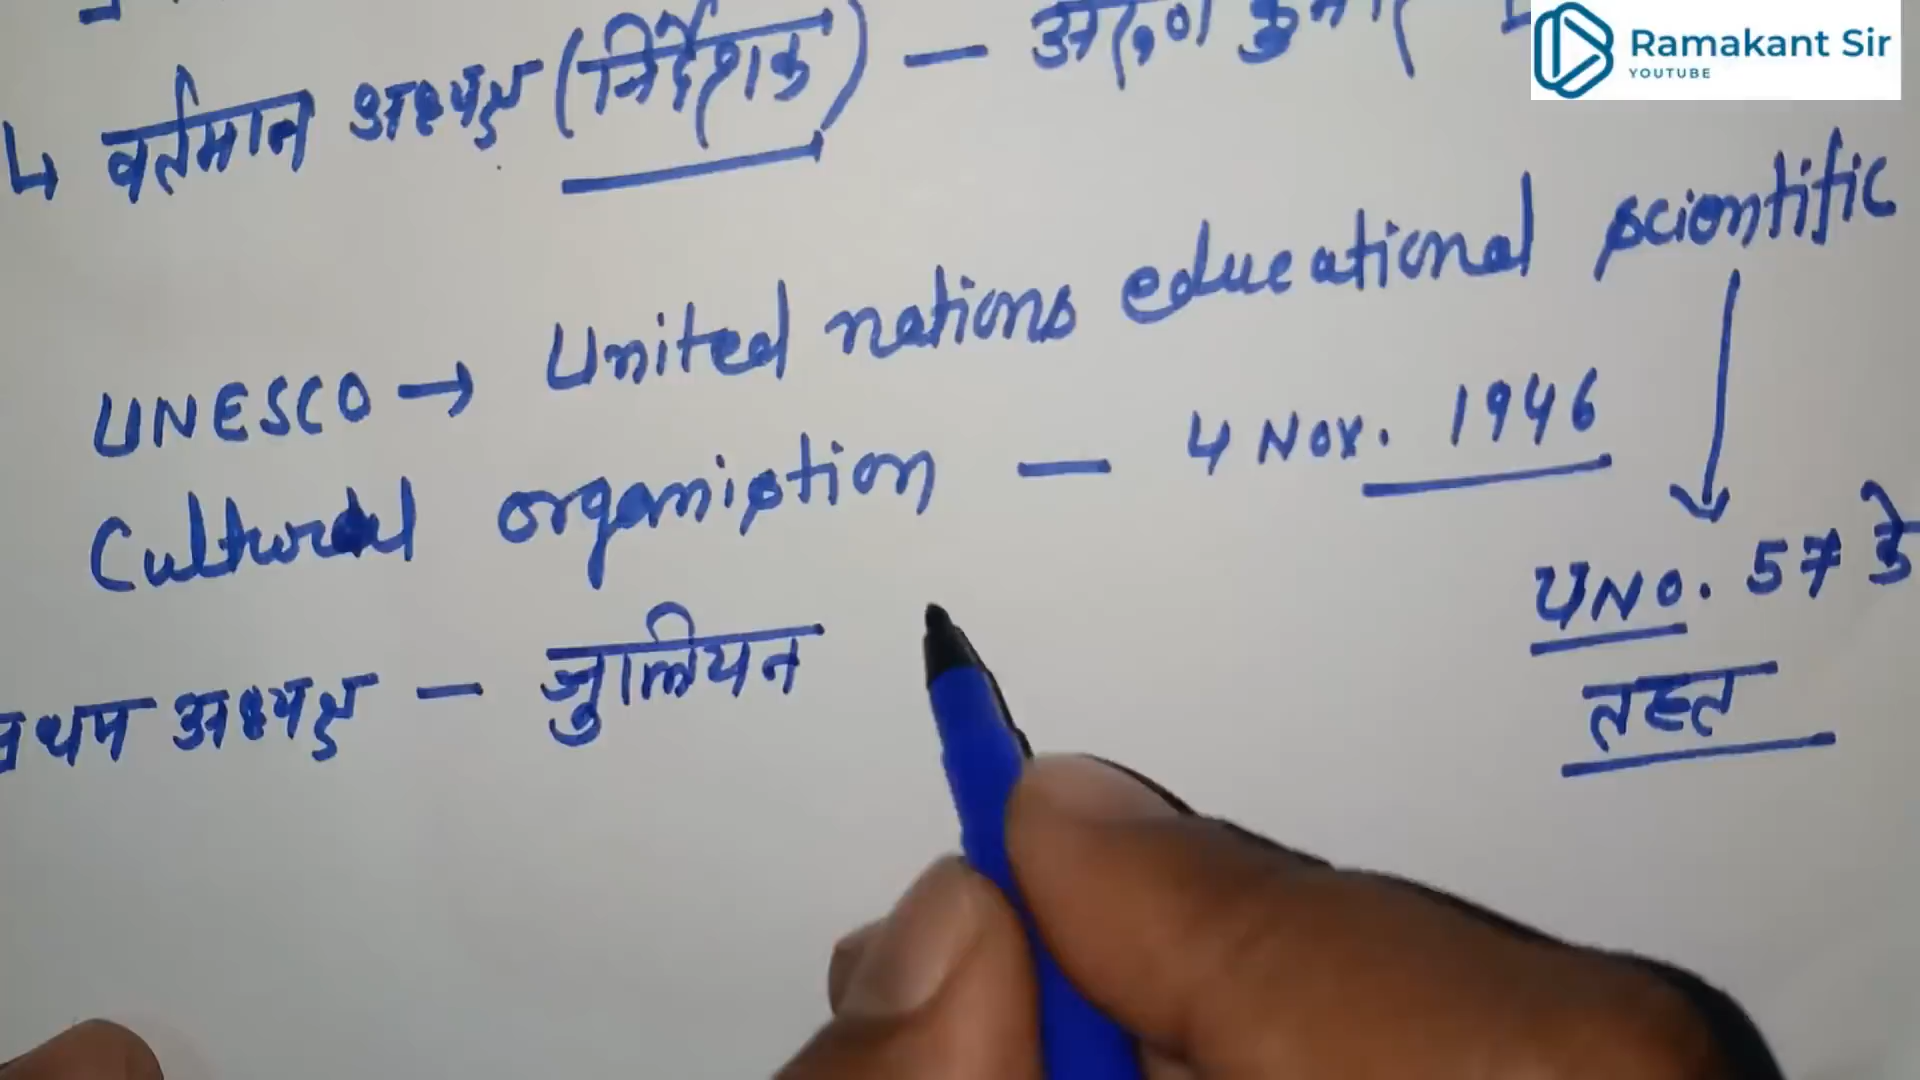 Ramakant Sir
YOUTUBE
↳ वर्तमान अध्यक्ष (निर्देशक) —
UNESCO → United nations educational scientific
Cultural organization — 4 Nov. 1946
UNO. 57 के
तहत
प्रथम अध्यक्ष — जुलियन